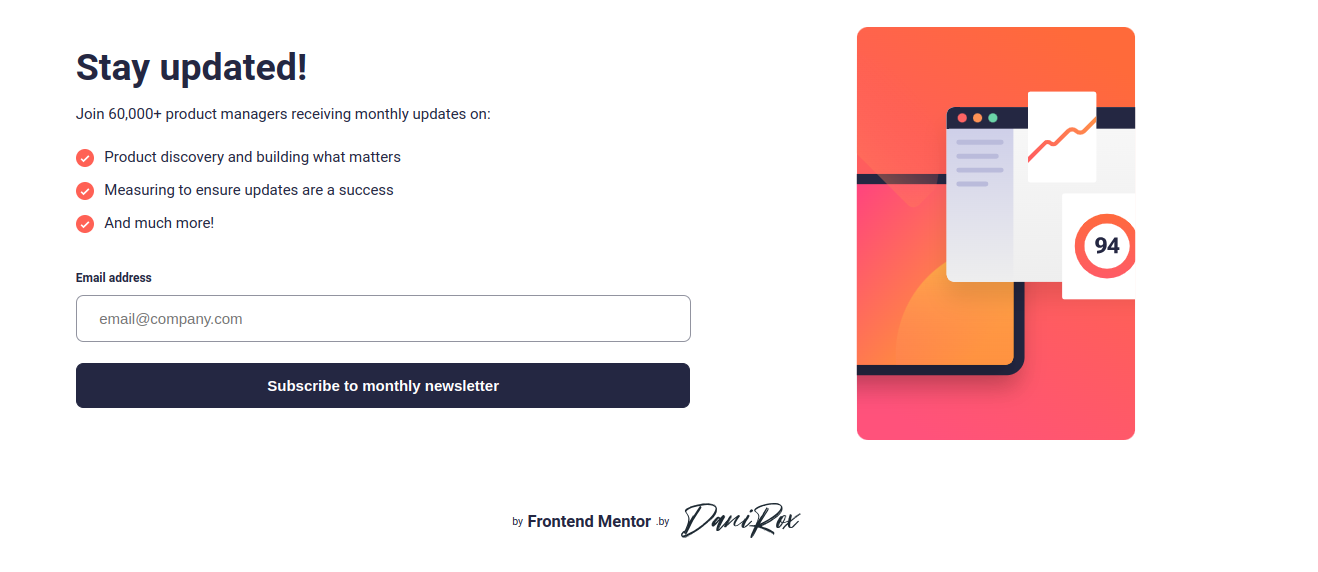 Stay updated!
Join 60,000+ product managers receiving monthly updates on:
Product discovery and building what matters
Measuring to ensure updates are a success
And much more!
Email address
email@company.com
Subscribe to monthly newsletter
94
by Frontend Mentor .by DaniRox